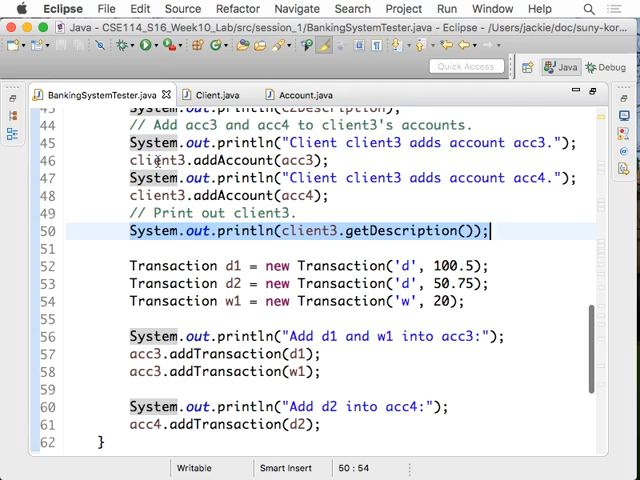 Eclipse File Edit Source Refactor Navigate Search Project Run Window Help
Java - CSE114_S16_Week10_Lab/src/session_1/BankingSystemTester.java - Eclipse - /Users/jackie/doc/suny-kor
Quick Access Java Debug
BankingSystemTester.java Client.java Account.java
43 System.out.println(c2Description);
44 // Add acc3 and acc4 to client3's accounts.
45 System.out.println("Client client3 adds account acc3.");
46 client3.addAccount(acc3);
47 System.out.println("Client client3 adds account acc4.");
48 client3.addAccount(acc4);
49 // Print out client3.
50 System.out.println(client3.getDescription());
51
52 Transaction d1 = new Transaction('d', 100.5);
53 Transaction d2 = new Transaction('d', 50.75);
54 Transaction w1 = new Transaction('w', 20);
55
56 System.out.println("Add d1 and w1 into acc3:");
57 acc3.addTransaction(d1);
58 acc3.addTransaction(w1);
59
60 System.out.println("Add d2 into acc4:");
61 acc4.addTransaction(d2);
62 }
Writable Smart Insert 50 : 54